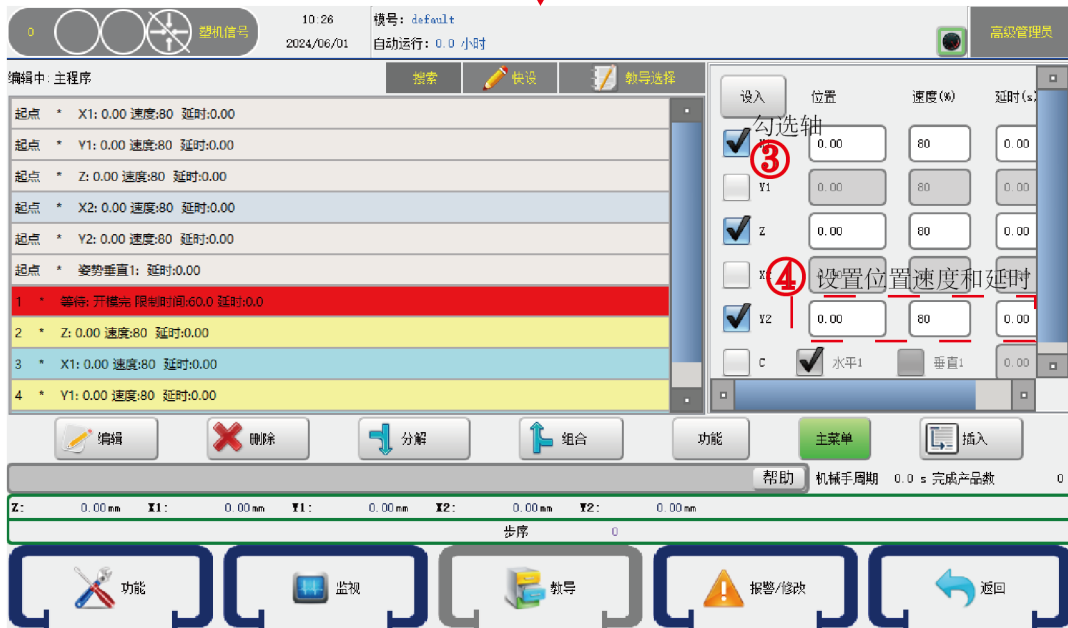 0 塑机信号 10:26 模号: default 高级管理员
2024/06/01 自动运行: 0.0 小时
编辑中: 主程序 搜索 快设 教导选择
设入 位置 速度(%) 延时(s)
起点 * X1: 0.00 速度:80 延时:0.00
勾选轴
③ 0.00 80 0.00
起点 * Y1: 0.00 速度:80 延时:0.00
起点 * Z: 0.00 速度:80 延时:0.00
Y1 0.00 80 0.00
起点 * X2: 0.00 速度:80 延时:0.00
Z 0.00 80 0.00
起点 * Y2: 0.00 速度:80 延时:0.00
起点 * 姿势垂直1: 延时:0.00
④ 设置位置速度和延时
1 * 等待: 开模完 限制时间:60.0 延时:0.0
Y2 0.00 80 0.00
2 * Z: 0.00 速度:80 延时:0.00
3 * X1: 0.00 速度:80 延时:0.00
C 水平1 垂直1 0.00
4 * Y1: 0.00 速度:80 延时:0.00
编辑 删除 分解 组合 功能 主菜单 插入
帮助 机械手周期 0.0 s 完成产品数 0
Z: 0.00mm X1: 0.00mm Y1: 0.00mm X2: 0.00mm Y2: 0.00mm
步序 0
功能 监视 教导 报警/修改 返回